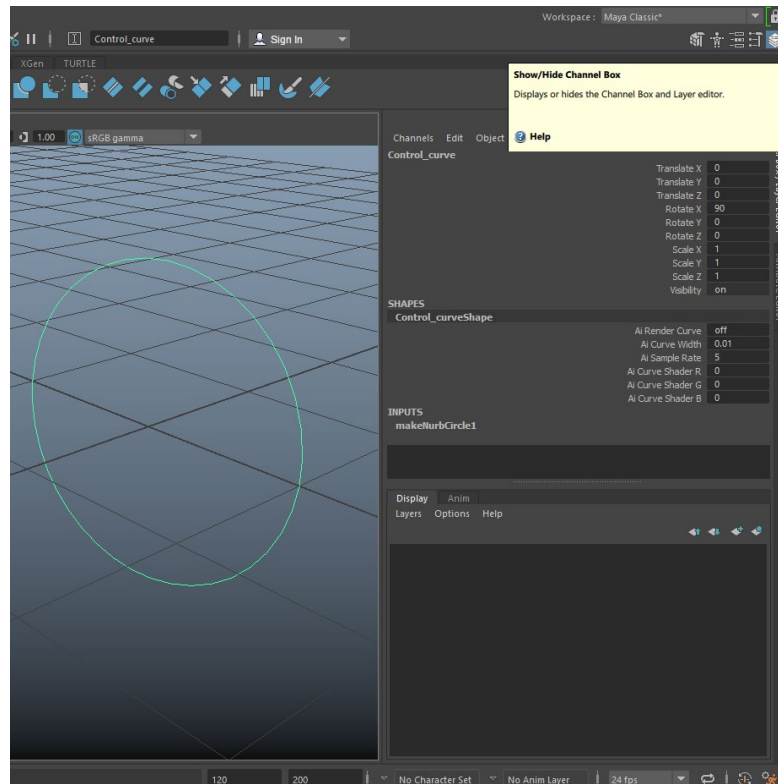 Workspace : Maya Classic*
Control_curve
Sign In
XGen TURTLE
Show/Hide Channel Box
Displays or hides the Channel Box and Layer editor.
Help
1.00 ON sRGB gamma
Channels Edit Object
Control_curve
Translate X 0
Translate Y 0
Translate Z 0
Rotate X 90
Rotate Y 0
Rotate Z 0
Scale X 1
Scale Y 1
Scale Z 1
Visibility on
SHAPES
Control_curveShape
Ai Render Curve off
Ai Curve Width 0.01
Ai Sample Rate 5
Ai Curve Shader R 0
Ai Curve Shader G 0
Ai Curve Shader B 0
INPUTS
makeNurbCircle1
Display Anim
Layers Options Help
120 200 No Character Set No Anim Layer 24 fps